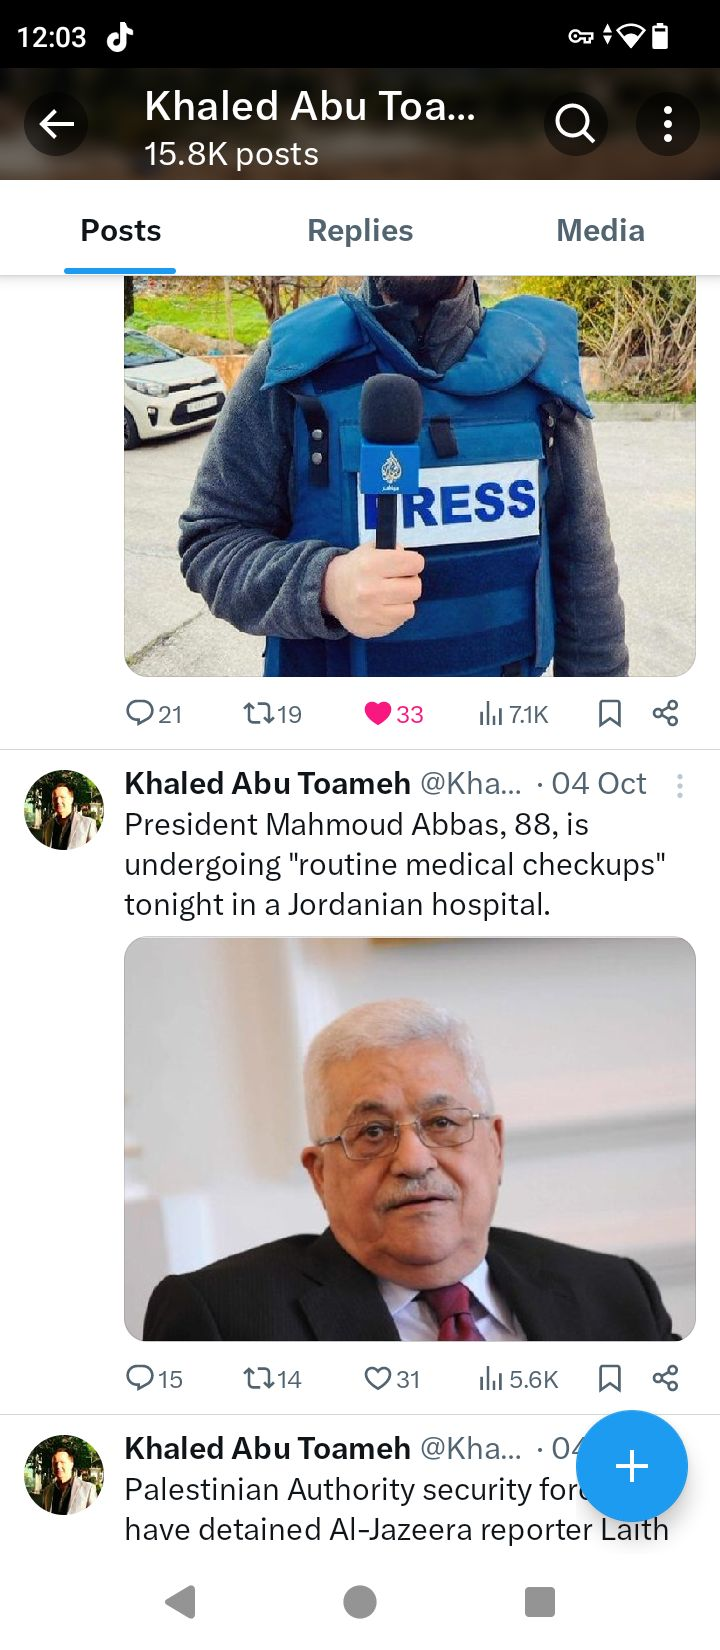 12:03
Khaled Abu Toa...
15.8K posts
Posts Replies Media
PRESS
21 19 33 7.1K
Khaled Abu Toameh @Kha... · 04 Oct
President Mahmoud Abbas, 88, is
undergoing "routine medical checkups"
tonight in a Jordanian hospital.
15 14 31 5.6K
Khaled Abu Toameh @Kha... · 04
Palestinian Authority security
have detained Al-Jazeera reporter Laith